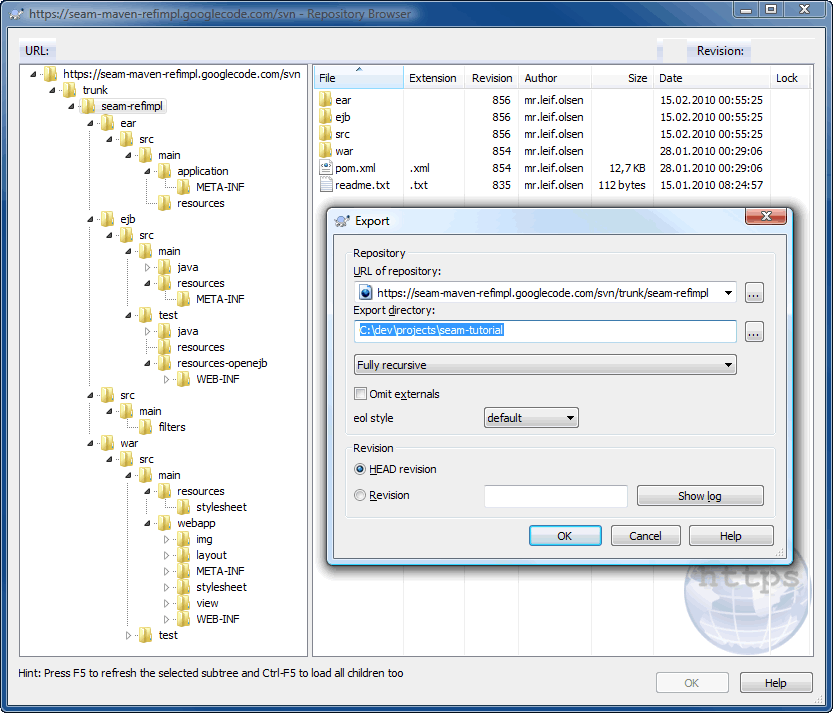 https://seam-maven-refimpl.googlecode.com/svn - Repository Browser
URL:
Revision:
https://seam-maven-refimpl.googlecode.com/svn
trunk
seam-refimpl
ear
src
main
application
META-INF
resources
ejb
src
main
java
resources
META-INF
test
java
resources
resources-openejb
WEB-INF
src
main
filters
war
src
main
resources
stylesheet
webapp
img
layout
META-INF
stylesheet
view
WEB-INF
test
File Extension Revision Author Size Date Lock
ear 856 mr.leif.olsen 15.02.2010 00:55:25
ejb 856 mr.leif.olsen 15.02.2010 00:55:25
src 856 mr.leif.olsen 15.02.2010 00:55:25
war 854 mr.leif.olsen 28.01.2010 00:29:06
pom.xml .xml 854 mr.leif.olsen 12,7 KB 28.01.2010 00:29:06
readme.txt .txt 835 mr.leif.olsen 112 bytes 15.01.2010 08:24:57
Export
Repository
URL of repository:
https://seam-maven-refimpl.googlecode.com/svn/trunk/seam-refimpl
...
Export directory:
C:\dev\projects\seam-tutorial
...
Fully recursive
Omit externals
eol style default
Revision
HEAD revision
Revision
Show log
OK Cancel Help
https
Hint: Press F5 to refresh the selected subtree and Ctrl-F5 to load all children too
OK Help